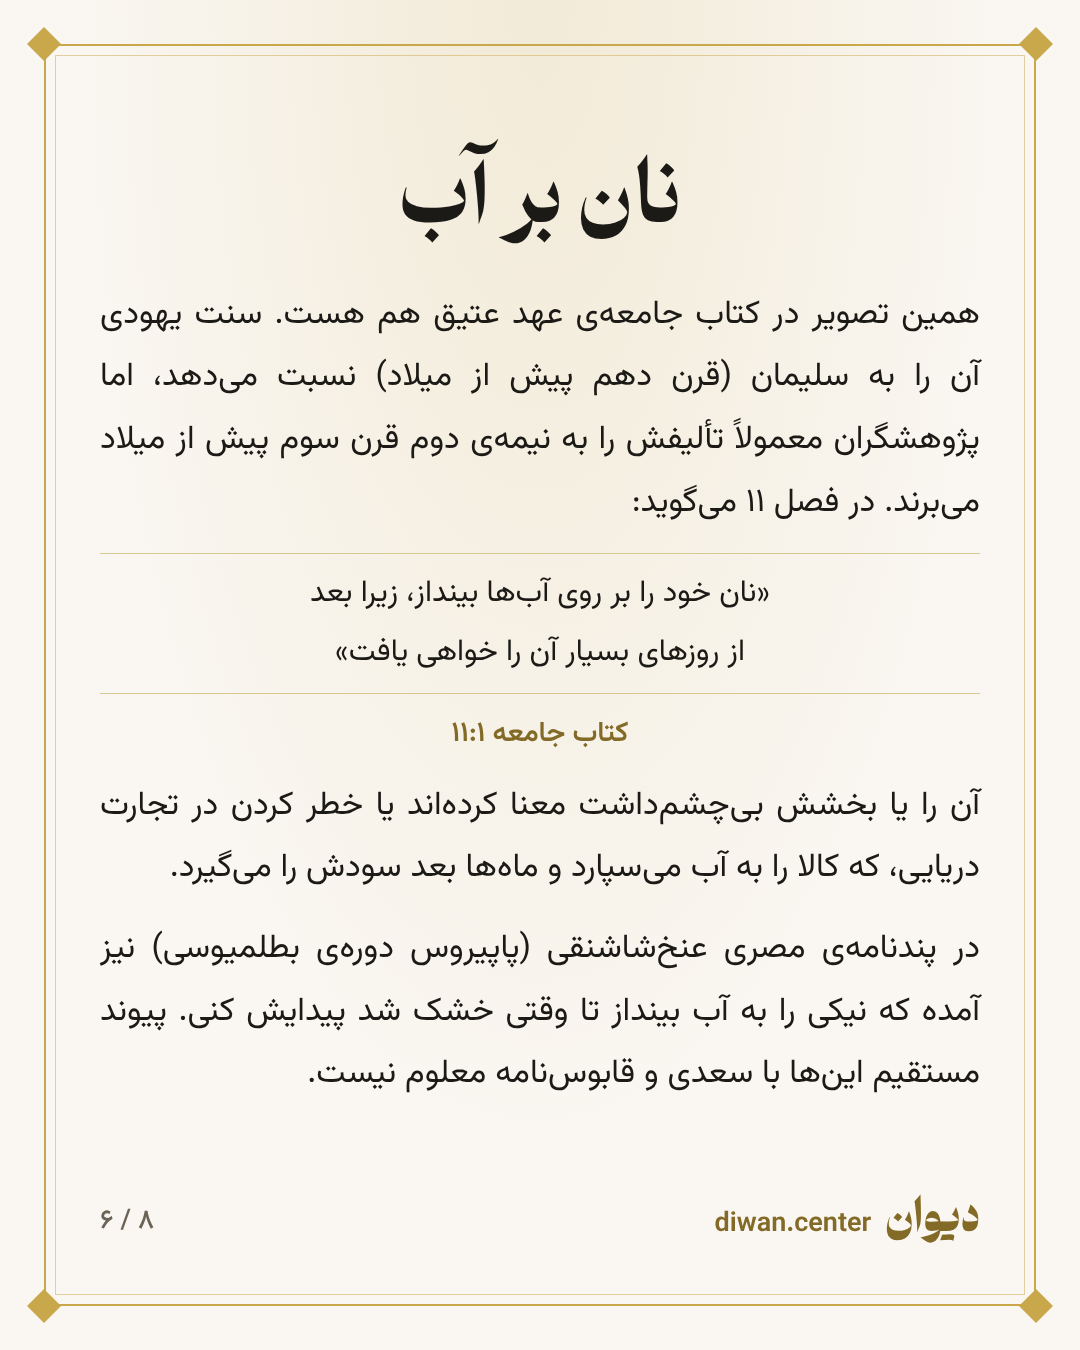 نان بر آب
همین تصویر در کتاب جامعه‌ی عهد عتیق هم هست. سنت یهودی
آن را به سلیمان (قرن دهم پیش از میلاد) نسبت می‌دهد، اما
پژوهشگران معمولاً تألیفش را به نیمه‌ی دوم قرن سوم پیش از میلاد
می‌برند. در فصل ۱۱ می‌گوید:
«نان خود را بر روی آب‌ها بینداز، زیرا بعد
از روزهای بسیار آن را خواهی یافت»
کتاب جامعه ۱۱:۱
آن را یا بخشش بی‌چشم‌داشت معنا کرده‌اند یا خطر کردن در تجارت
دریایی، که کالا را به آب می‌سپارد و ماه‌ها بعد سودش را می‌گیرد.
در پندنامه‌ی مصری عنخ‌شاشنقی (پاپیروس دوره‌ی بطلمیوسی) نیز
آمده که نیکی را به آب بینداز تا وقتی خشک شد پیدایش کنی. پیوند
مستقیم این‌ها با سعدی و قابوس‌نامه معلوم نیست.
دیوان diwan.center
۶ / ۸